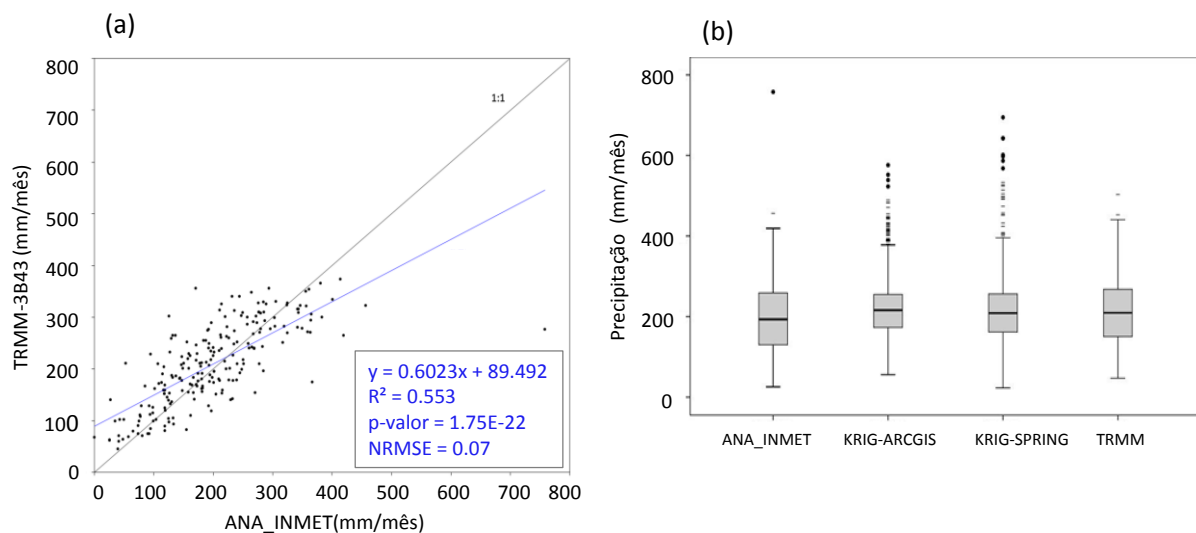 (a)
TRMM-3B43 (mm/mês)
800
700
600
500
400
300
200
100
0
1:1
y = 0.6023x + 89.492
R² = 0.553
p-valor = 1.75E-22
NRMSE = 0.07
0 100 200 300 400 500 600 700 800
ANA_INMET(mm/mês)
(b)
Precipitação (mm/mês)
800
600
400
200
0
ANA_INMET KRIG-ARCGIS KRIG-SPRING TRMM